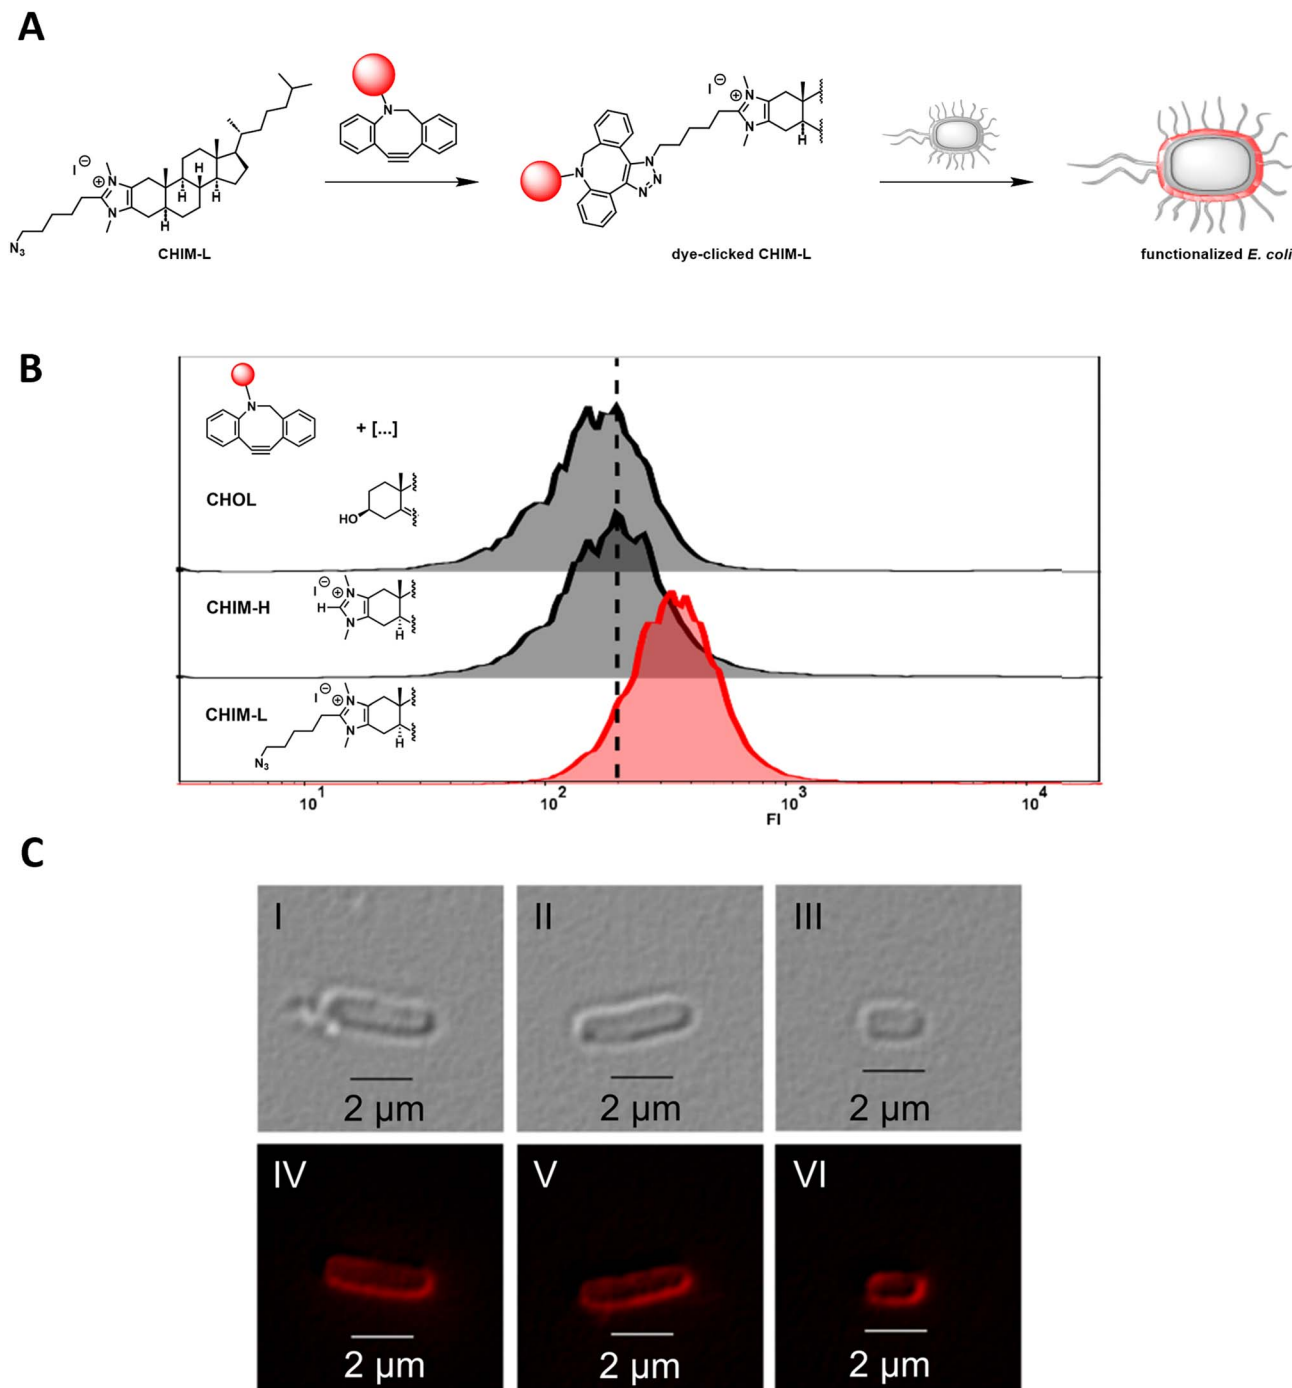 A
N
I⊖
N
⊕
N
H
H
H
H
N3
CHIM-L
I⊖
N
⊕
N
H
N
N
N
N
dye-clicked CHIM-L
functionalized E. coli
B
N
+ [...]
CHOL
HO
CHIM-H
I⊖
N
⊕
H
N
H
CHIM-L
I⊖
N
⊕
N
H
N3
10^1
10^2
10^3
10^4
FI
C
I
II
III
2 µm
2 µm
2 µm
IV
V
VI
2 µm
2 µm
2 µm